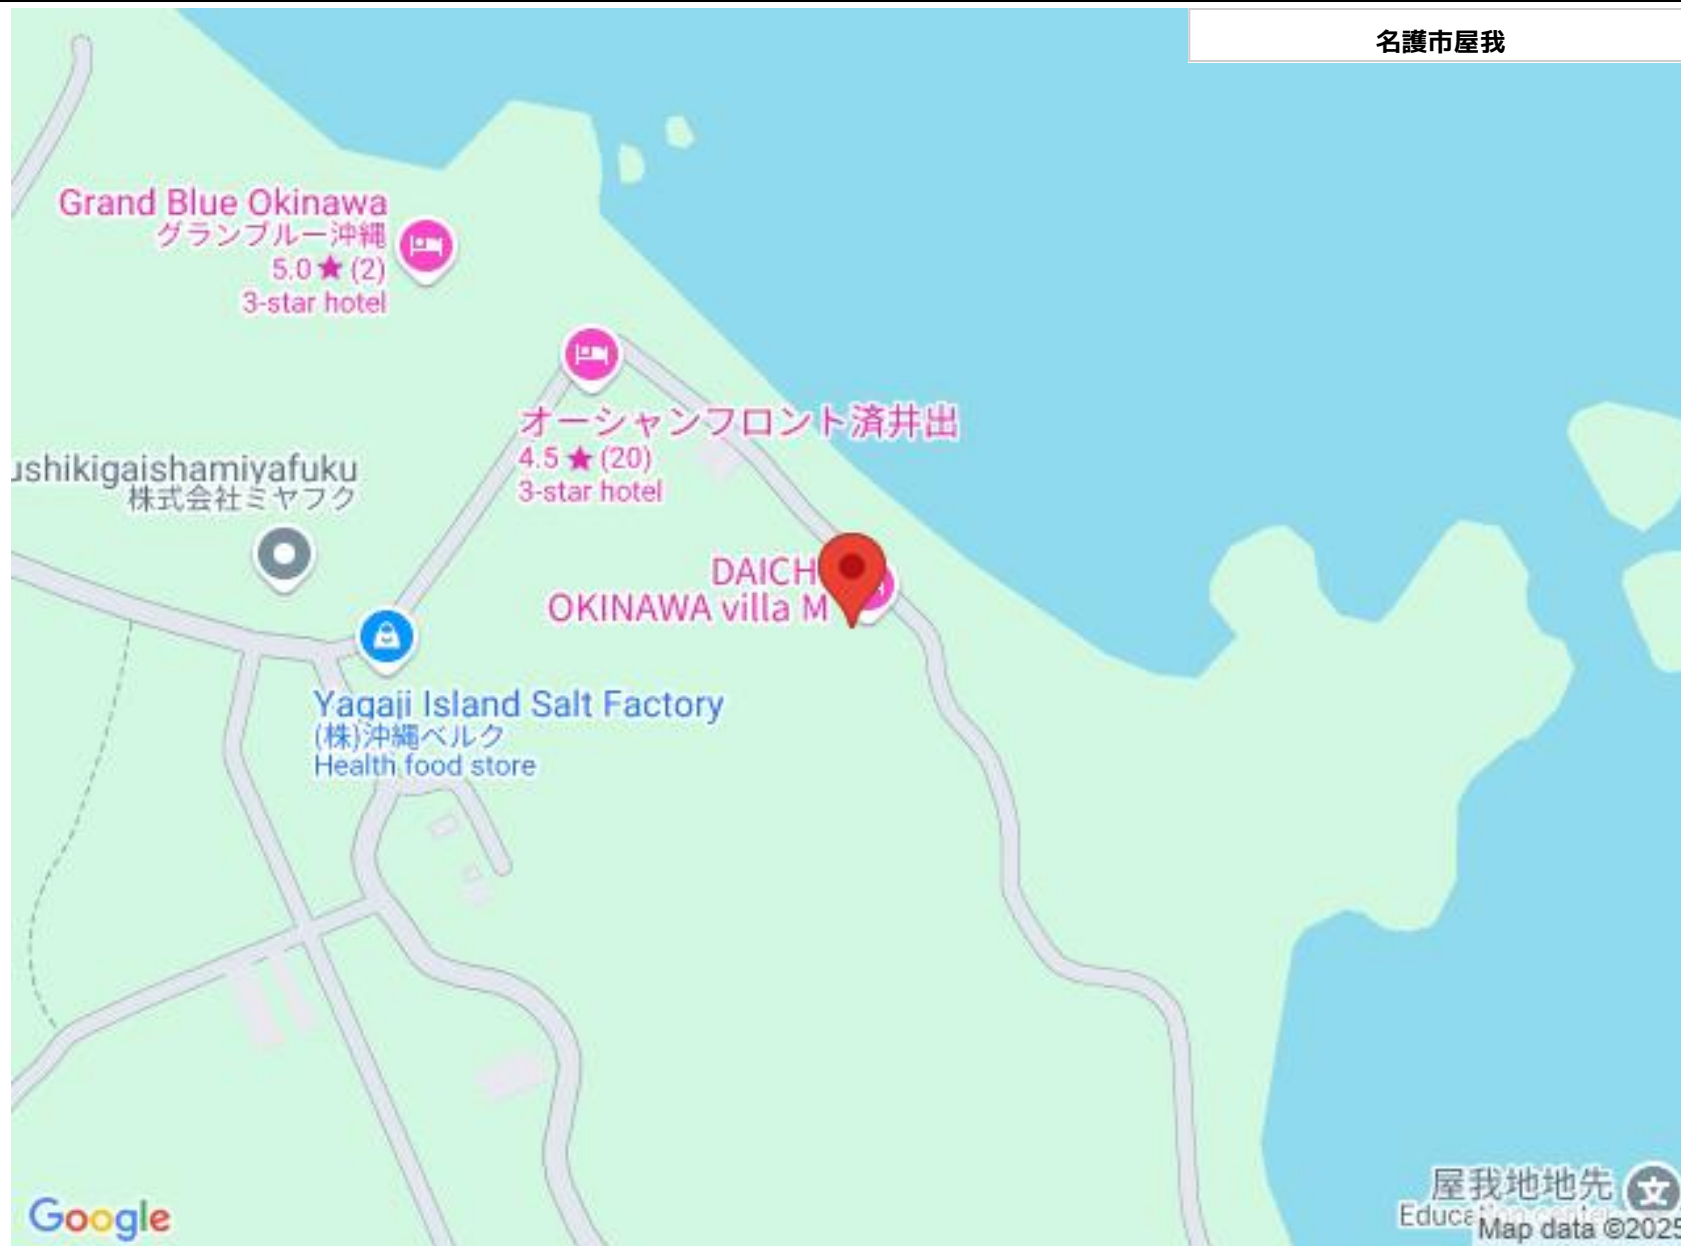 名護市屋我
Grand Blue Okinawa
グランブルー沖縄
5.0★(2)
3-star hotel
オーシャンフロント済井出
4.5★(20)
3-star hotel
ushikigaishamiyafuku
株式会社ミヤフク
DAICH
OKINAWA villa M
Yagaji Island Salt Factory
(株)沖縄ベルク
Health food store
屋我地地先
文
Google
Map data ©2025